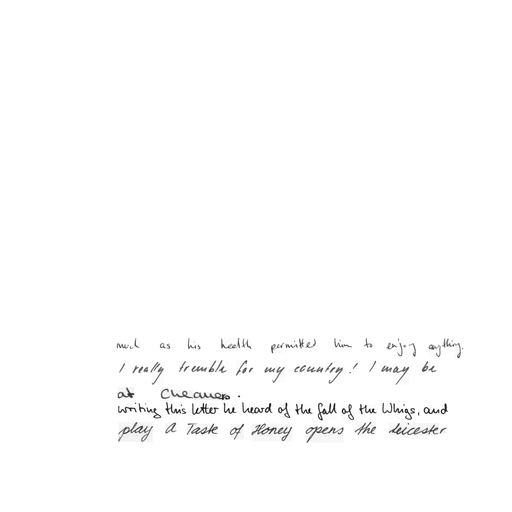 much as his health permitted him to enjoy anything.
I really tremble for my country! I may be
at Chequers.
writing this letter he heard of the fall of the Whigs, and
play A Taste of Honey opens the Leicester